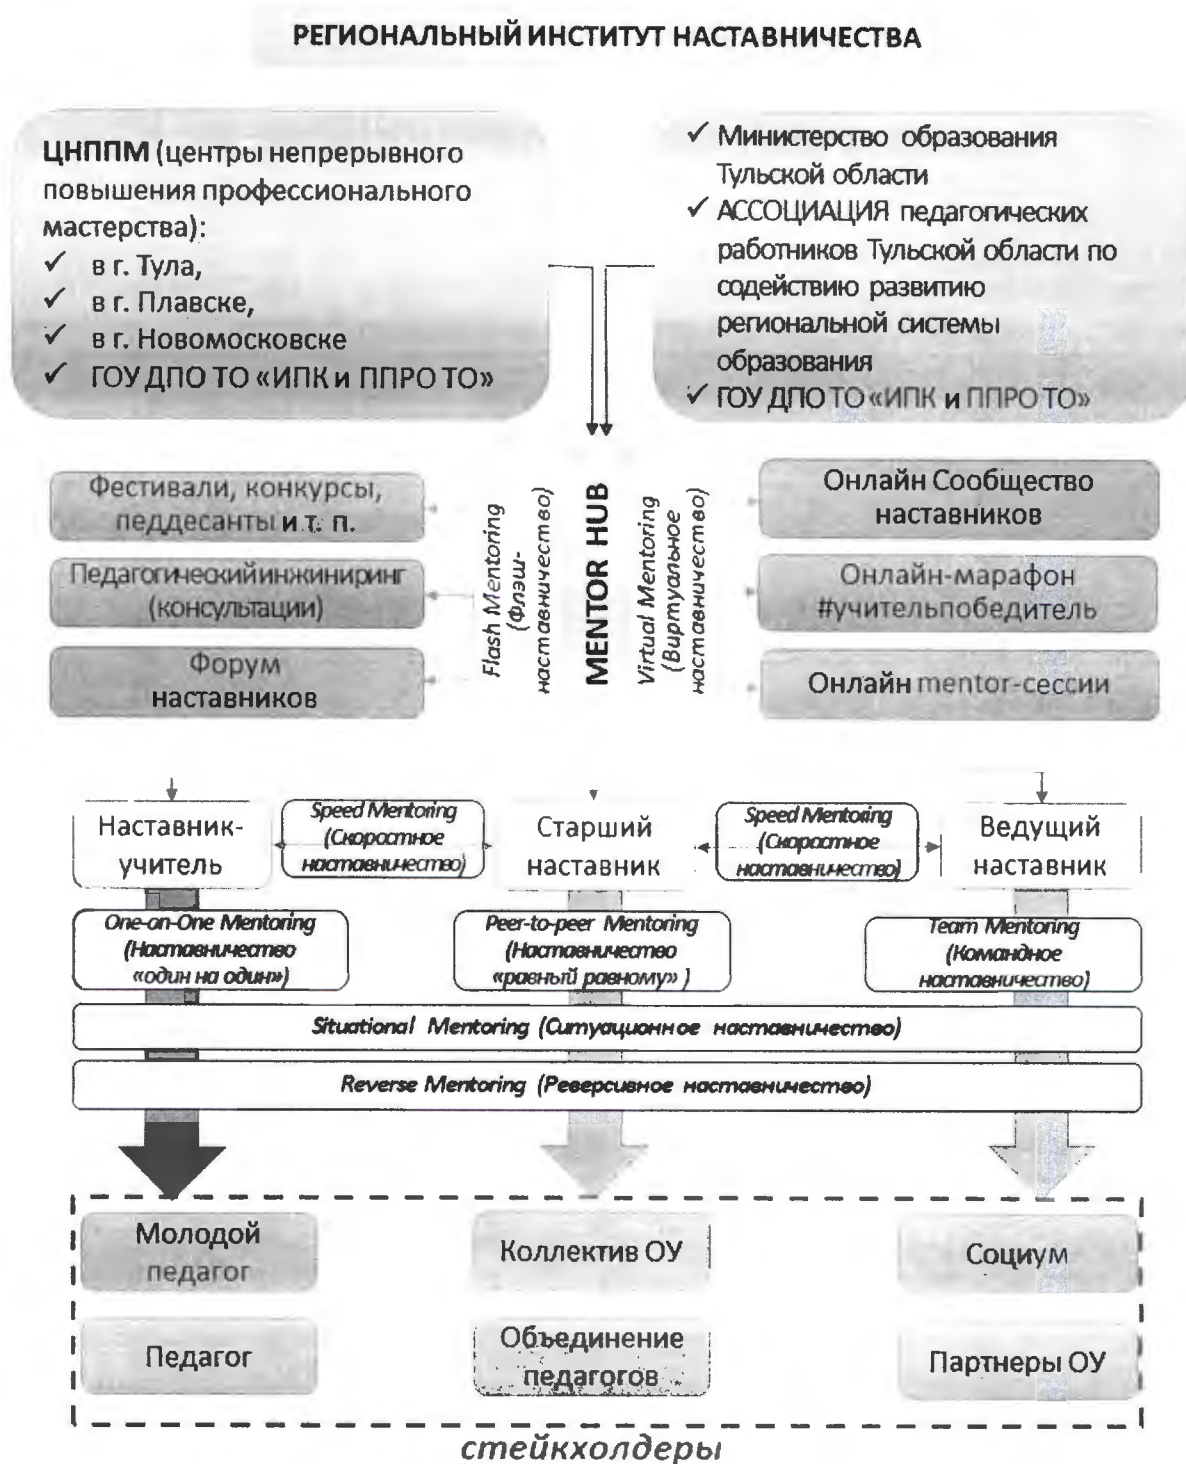 РЕГИОНАЛЬНЫЙ ИНСТИТУТ НАСТАВНИЧЕСТВА
ЦНППМ (центры непрерывного
повышения профессионального
мастерства):
✓ в г. Тула,
✓ в г. Плавске,
✓ в г. Новомосковске
✓ ГОУ ДПО ТО «ИПК и ППРО ТО»
✓ Министерство образования
Тульской области
✓ АССОЦИАЦИЯ педагогических
работников Тульской области по
содействию развитию
региональной системы
образования
✓ ГОУ ДПО ТО «ИПК и ППРО ТО»
Фестивали, конкурсы,
педдесанты и т. п.
Педагогический инжиниринг
(консультации)
Форум
наставников
Flash Mentoring
(Флэш-
наставничество)
MENTOR HUB
Virtual Mentoring
(Виртуальное
наставничество)
Онлайн Сообщество
наставников
Онлайн-марафон
#учительпобедитель
Онлайн mentor-сессии
Наставник-
учитель
Speed Mentoring
(Скоростное
наставничество)
Старший
наставник
Speed Mentoring
(Скоростное
наставничество)
Ведущий
наставник
One-on-One Mentoring
(Наставничество
«один на один»)
Peer-to-peer Mentoring
(Наставничество
«равный равному» )
Team Mentoring
(Командное
наставничество)
Situational Mentoring (Ситуационное наставничество)
Reverse Mentoring (Реверсивное наставничество)
Молодой
педагог
Коллектив ОУ
Социум
Педагог
Объединение
педагогов
Партнеры ОУ
стейкхолдеры